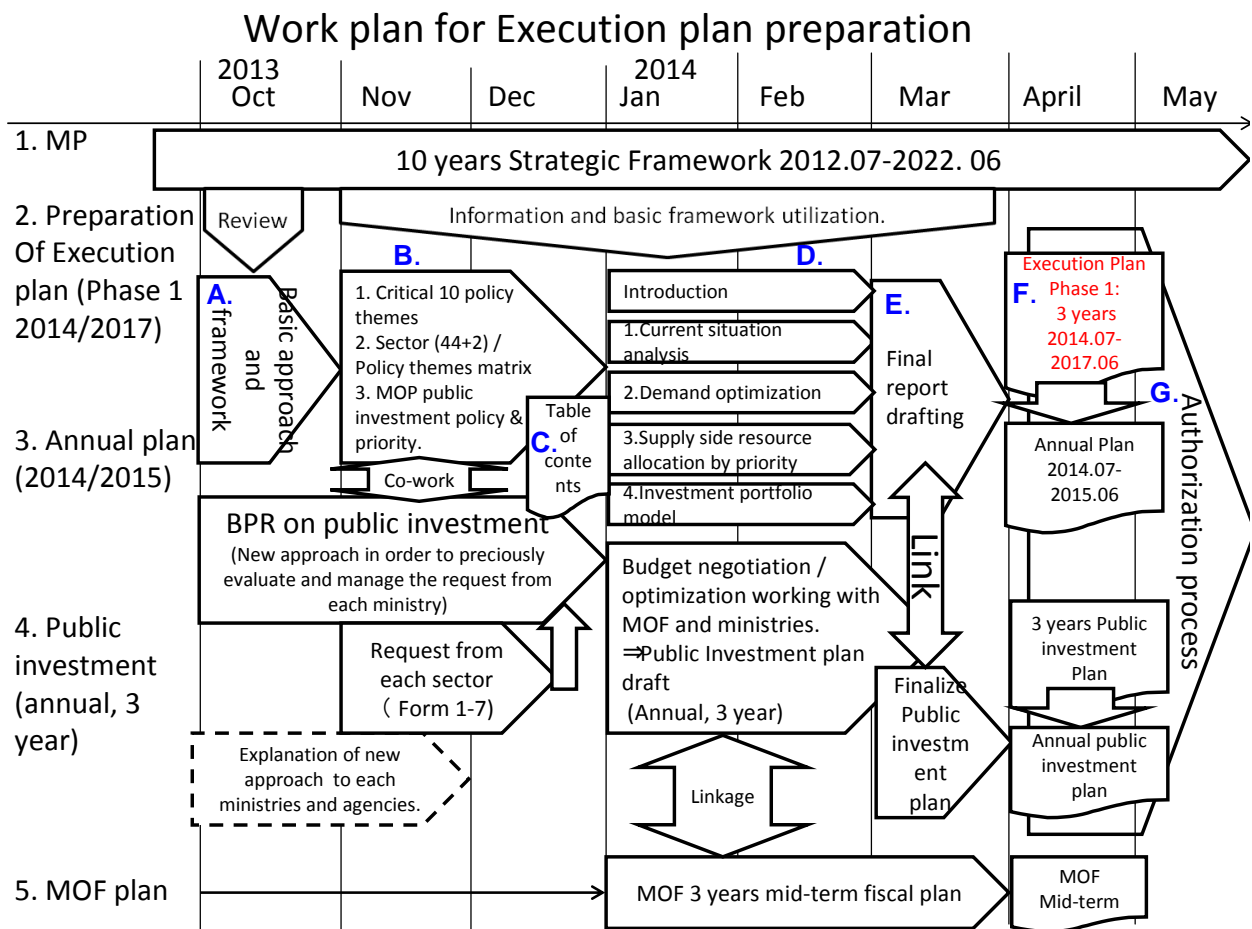 Work plan for Execution plan preparation
2013
Oct
Nov
Dec
2014
Jan
Feb
Mar
April
May
1. MP
10 years Strategic Framework 2012.07-2022. 06
2. Preparation
Of Execution
plan (Phase 1
2014/2017)
Review
Information and basic framework utilization.
A.
Basic approach
and
framework
B.
1. Critical 10 policy
themes
2. Sector (44+2) /
Policy themes matrix
3. MOP public
investment policy &
priority.
C.
Table
of
conte
nts
D.
Introduction
1.Current situation
analysis
2.Demand optimization
3.Supply side resource
allocation by priority
4.Investment portfolio
model
E.
Final
report
drafting
F.
Execution Plan
Phase 1:
3 years
2014.07-
2017.06
G.
Authorization process
3. Annual plan
(2014/2015)
Annual Plan
2014.07-
2015.06
Co-work
BPR on public investment
(New approach in order to preciously
evaluate and manage the request from
each ministry)
Link
4. Public
investment
(annual, 3
year)
Request from
each sector
( Form 1-7)
Budget negotiation /
optimization working with
MOF and ministries.
⇒Public Investment plan
draft
(Annual, 3 year)
Finalize
Public
investm
ent
plan
3 years Public
investment
Plan
Annual public
investment
plan
Explanation of new
approach to each
ministries and agencies.
Linkage
5. MOF plan
MOF 3 years mid-term fiscal plan
MOF
Mid-term